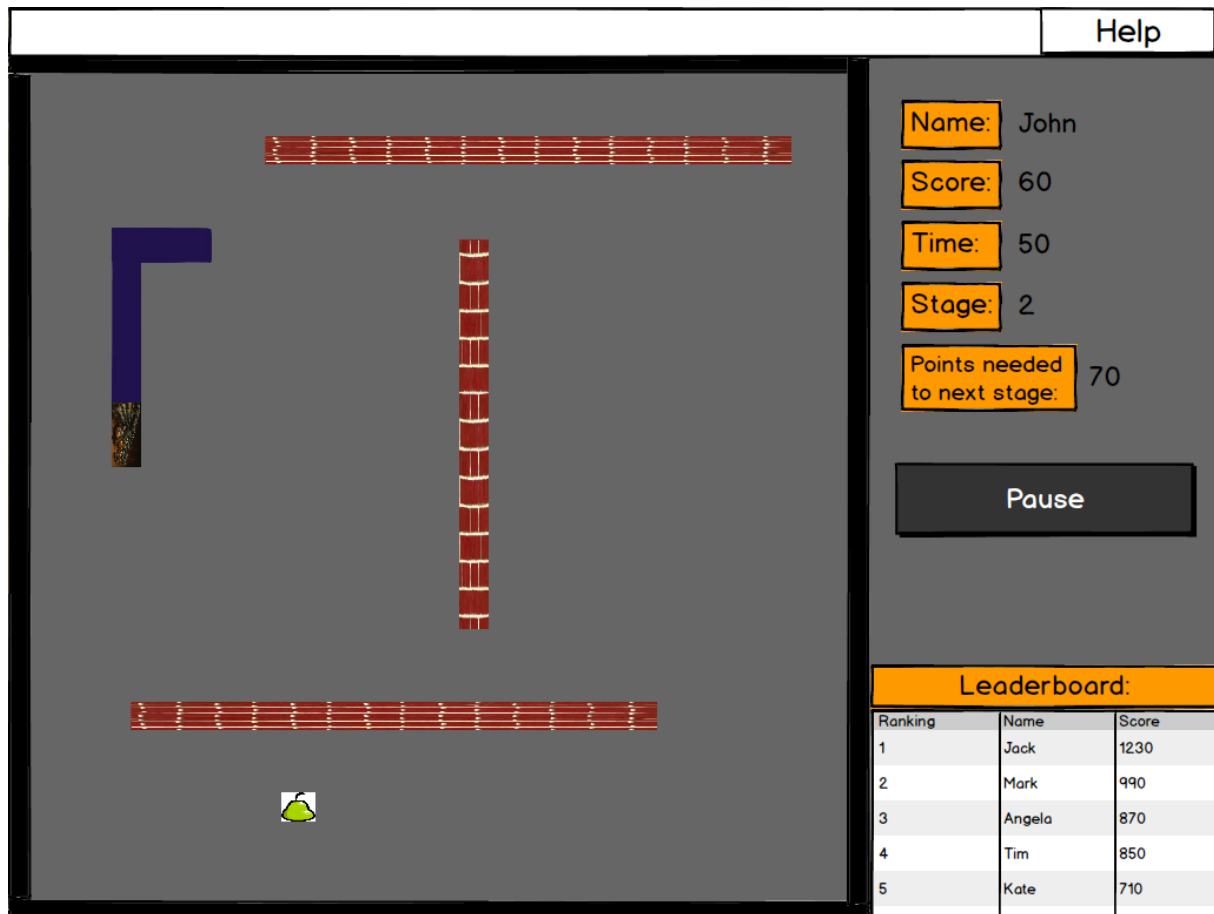 Help
Name: John
Score: 60
Time: 50
Stage: 2
Points needed
to next stage: 70
Pause
Leaderboard:
Ranking Name Score
1 Jack 1230
2 Mark 990
3 Angela 870
4 Tim 850
5 Kate 710